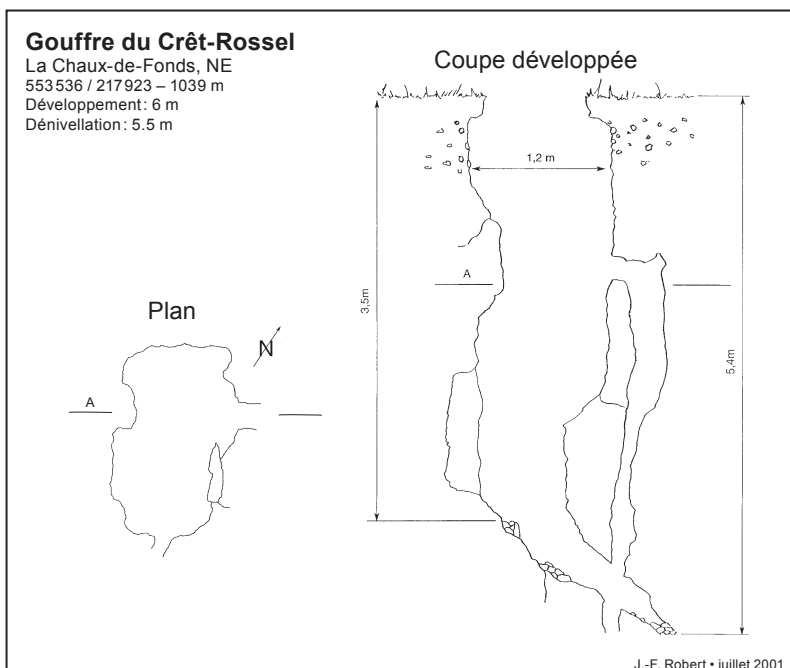 Gouffre du Crêt-Rossel
La Chaux-de-Fonds, NE
553 536 / 217 923 – 1039 m
Développement : 6 m
Dénivellation : 5.5 m
Coupe développée
1,2 m
A
3,5m
5,4m
Plan
N
A
J.-F. Robert • juillet 2001